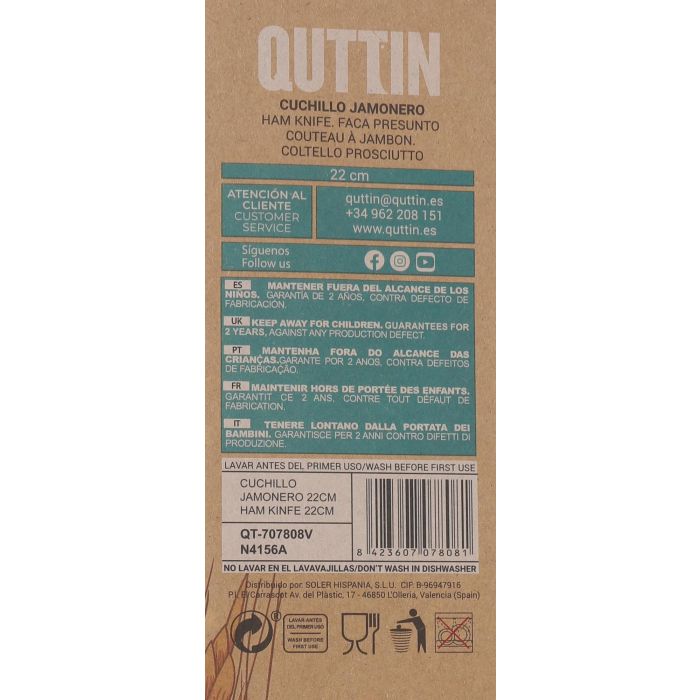 QUTTIN
CUCHILLO JAMONERO
HAM KNIFE. FACA PRESUNTO
COUTEAU À JAMBON.
COLTELLO PROSCIUTTO
22 cm
ATENCIÓN AL
CLIENTE
CUSTOMER
SERVICE
quttin@quttin.es
+34 962 208 151
www.quttin.es
Síguenos
Follow us
ES MANTENER FUERA DEL ALCANCE DE LOS
NIÑOS. GARANTÍA DE 2 AÑOS, CONTRA DEFECTO DE
FABRICACIÓN.
UK KEEP AWAY FOR CHILDREN. GUARANTEES FOR
2 YEARS, AGAINST ANY PRODUCTION DEFECT.
PT MANTENHA FORA DO ALCANCE DAS
CRIANÇAS.GARANTE POR 2 ANOS, CONTRA DEFEITOS
DE FABRICAÇÃO.
FR MAINTENIR HORS DE PORTÉE DES ENFANTS.
GARANTIT CE 2 ANS, CONTRE TOUT DÉFAUT DE
FABRICATION.
IT TENERE LONTANO DALLA PORTATA DEI
BAMBINI. GARANTISCE PER 2 ANNI CONTRO DIFETTI DI
PRODUZIONE.
LAVAR ANTES DEL PRIMER USO/WASH BEFORE FIRST USE
CUCHILLO
JAMONERO 22CM
HAM KINFE 22CM
QT-707808V
N4156A
8 423607 078081
NO LAVAR EN EL LAVAVAJILLAS/DON'T WASH IN DISHWASHER
Distribuido por: SOLER HISPANIA, S.L.U. CIF. B-96947916
P.I. E/Carrascot Av. del Plàstic, 17 - 46850 L'Olleria, Valencia (Spain)
LAVAR ANTES
DEL PRIMER USO
WASH BEFORE
FIRST USE